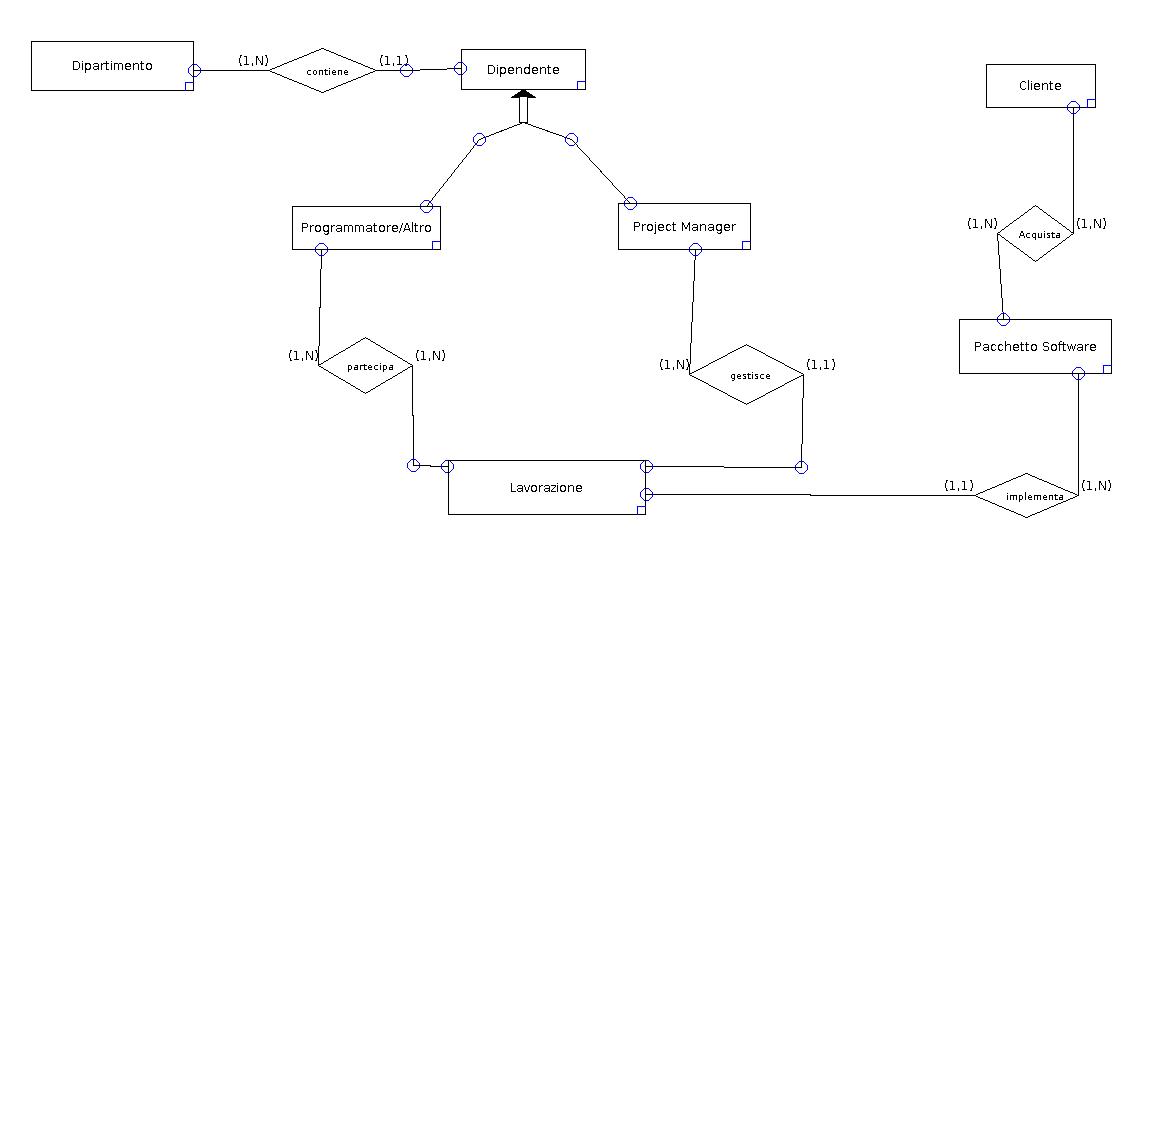 Dipartimento
(1,N)
contiene
(1,1)
Dipendente
Cliente
Programmatore/Altro
Project Manager
(1,N)
Acquista
(1,N)
Pacchetto Software
(1,N)
partecipa
(1,N)
(1,N)
gestisce
(1,1)
Lavorazione
(1,1)
implementa
(1,N)